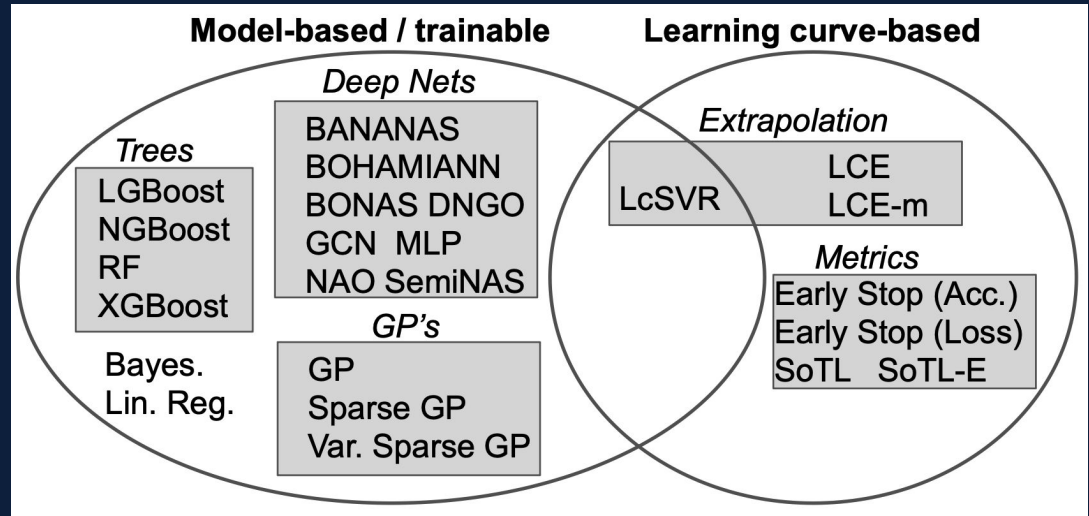 Model-based / trainable
Learning curve-based
Deep Nets
BANANAS
BOHAMIANN
BONAS DNGO
GCN MLP
NAO SemiNAS
Trees
LGBoost
NGBoost
RF
XGBoost
Bayes.
Lin. Reg.
GP's
GP
Sparse GP
Var. Sparse GP
Extrapolation
LcSVR
LCE
LCE-m
Metrics
Early Stop (Acc.)
Early Stop (Loss)
SoTL SoTL-E